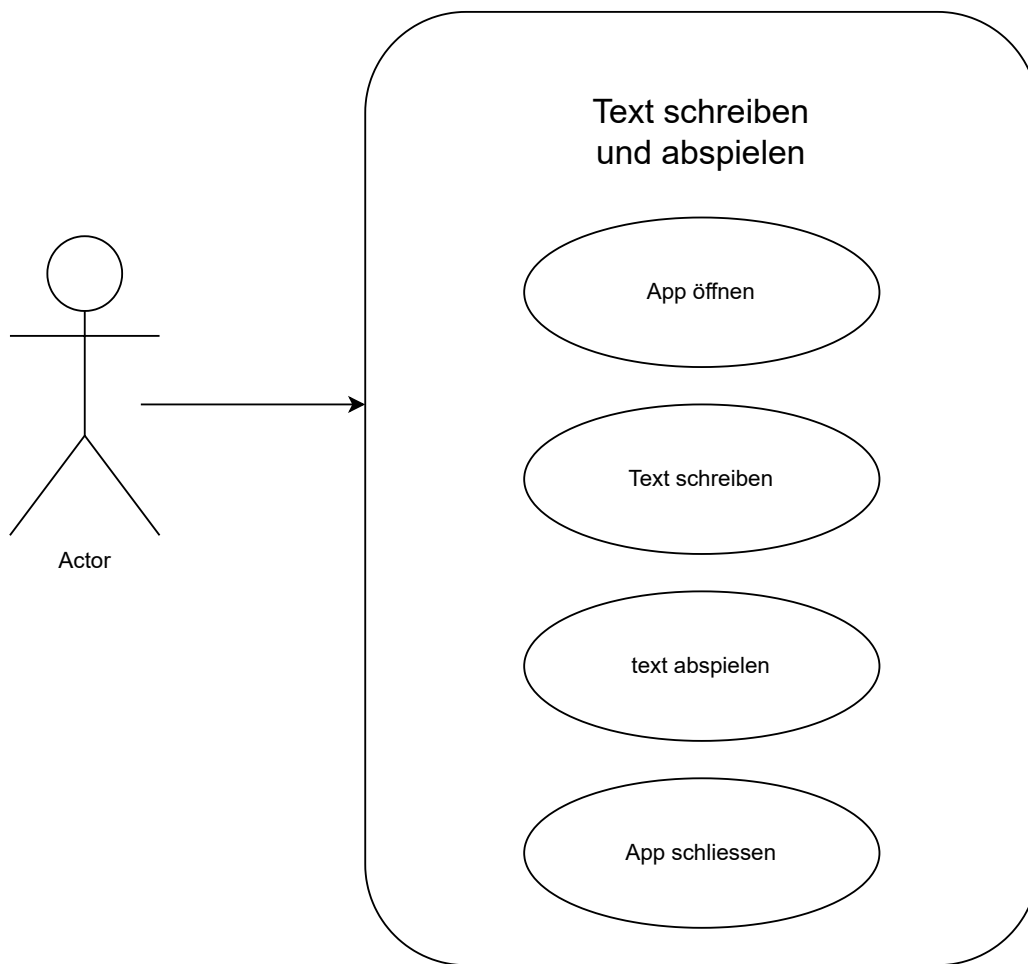 Text schreiben
und abspielen
App öffnen
Text schreiben
text abspielen
App schliessen
Actor